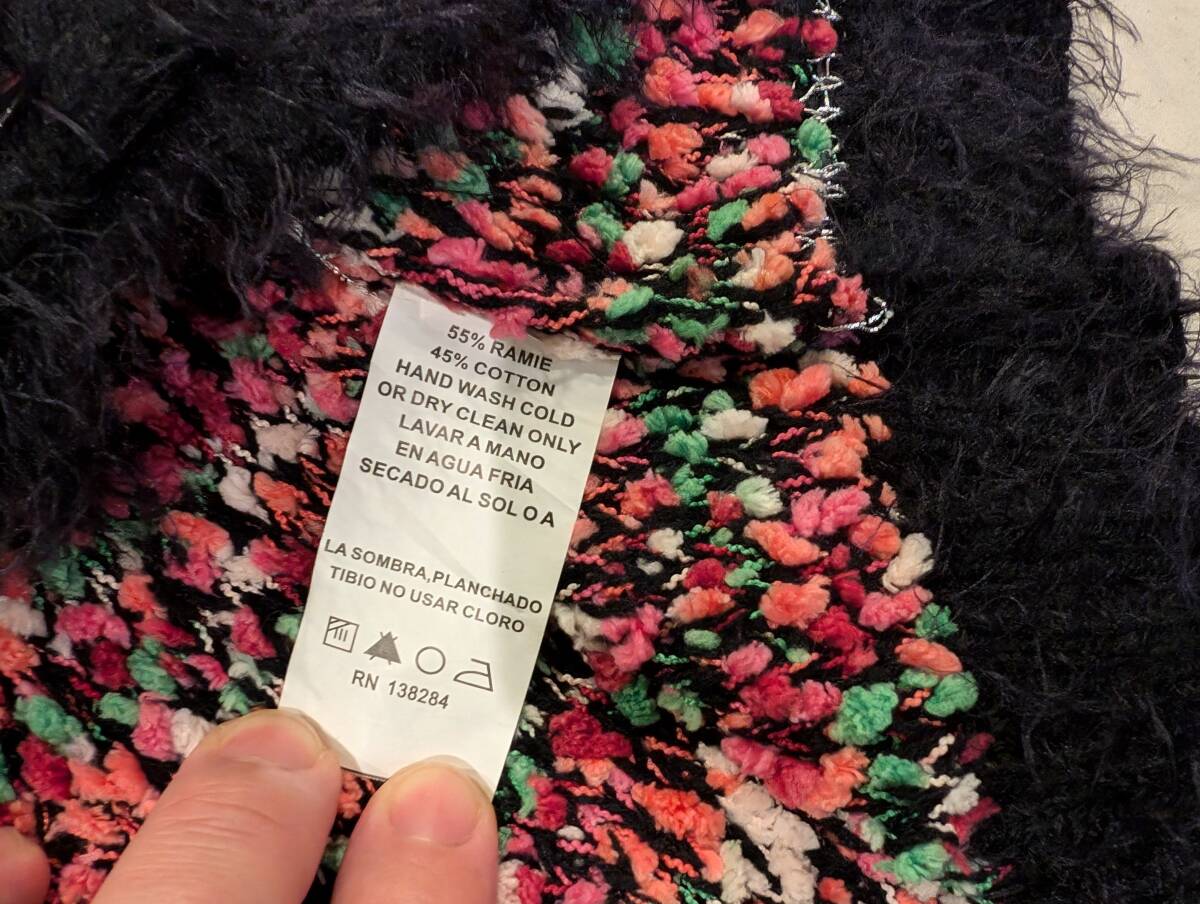 55% RAMIE
45% COTTON
HAND WASH COLD
OR DRY CLEAN ONLY
LAVAR A MANO
EN AGUA FRIA
SECADO AL SOL O A
LA SOMBRA,PLANCHADO
TIBIO NO USAR CLORO
RN 138284